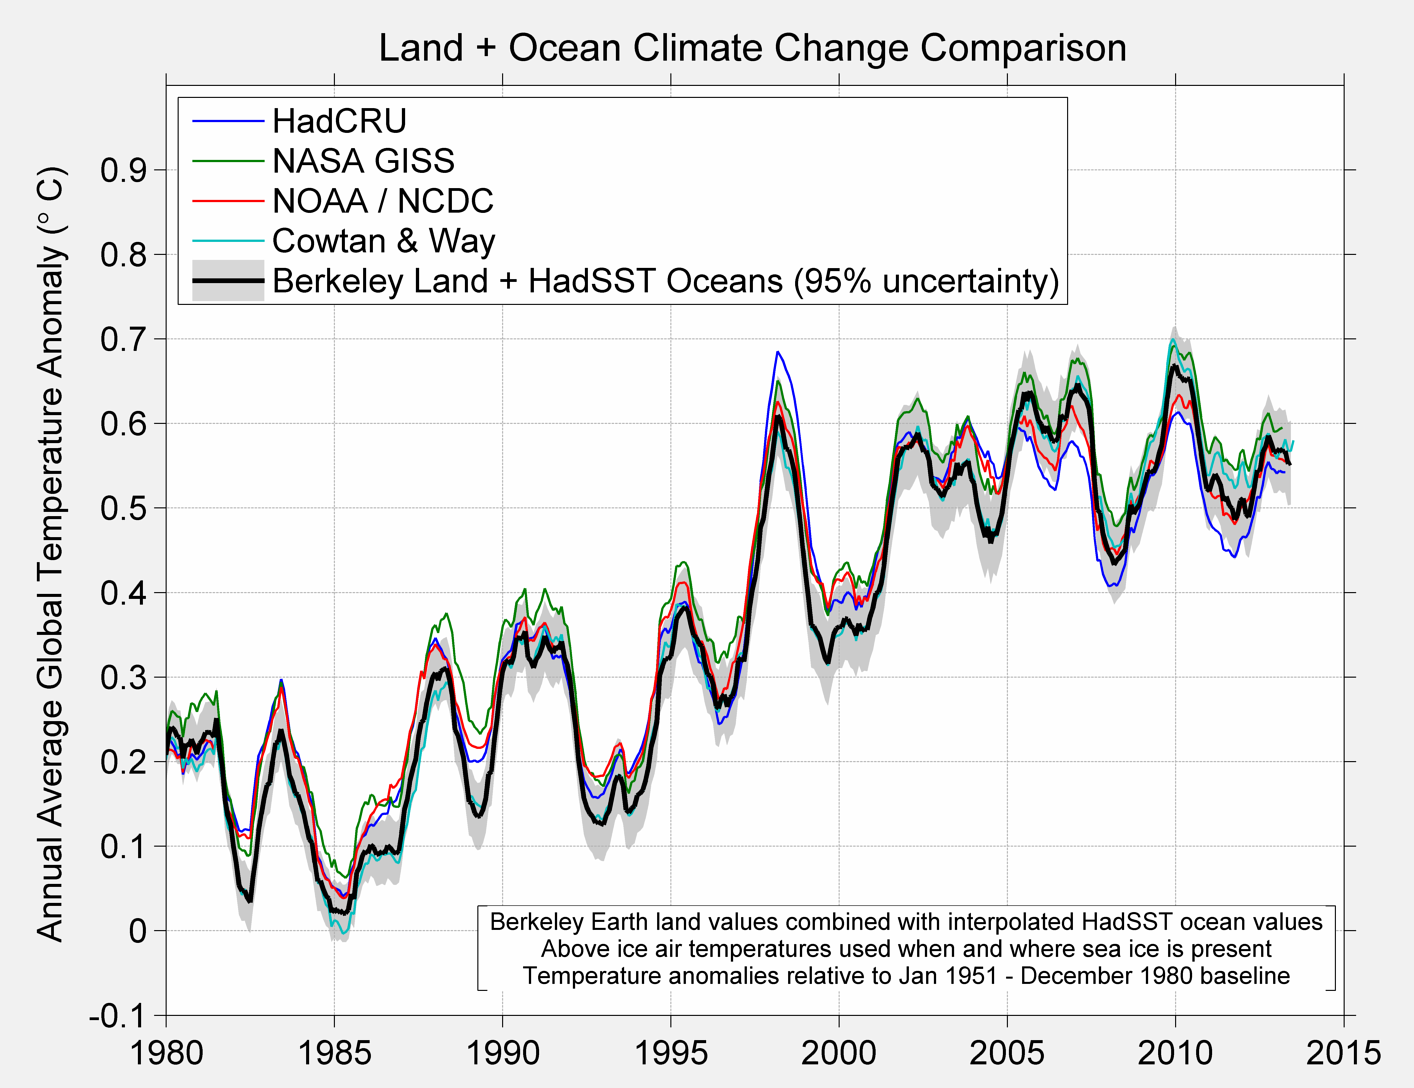 Land + Ocean Climate Change Comparison
HadCRU
NASA GISS
NOAA / NCDC
Cowtan & Way
Berkeley Land + HadSST Oceans (95% uncertainty)
Annual Average Global Temperature Anomaly (° C)
0.9
0.8
0.7
0.6
0.5
0.4
0.3
0.2
0.1
0
-0.1
Berkeley Earth land values combined with interpolated HadSST ocean values
Above ice air temperatures used when and where sea ice is present
Temperature anomalies relative to Jan 1951 - December 1980 baseline
1980 1985 1990 1995 2000 2005 2010 2015